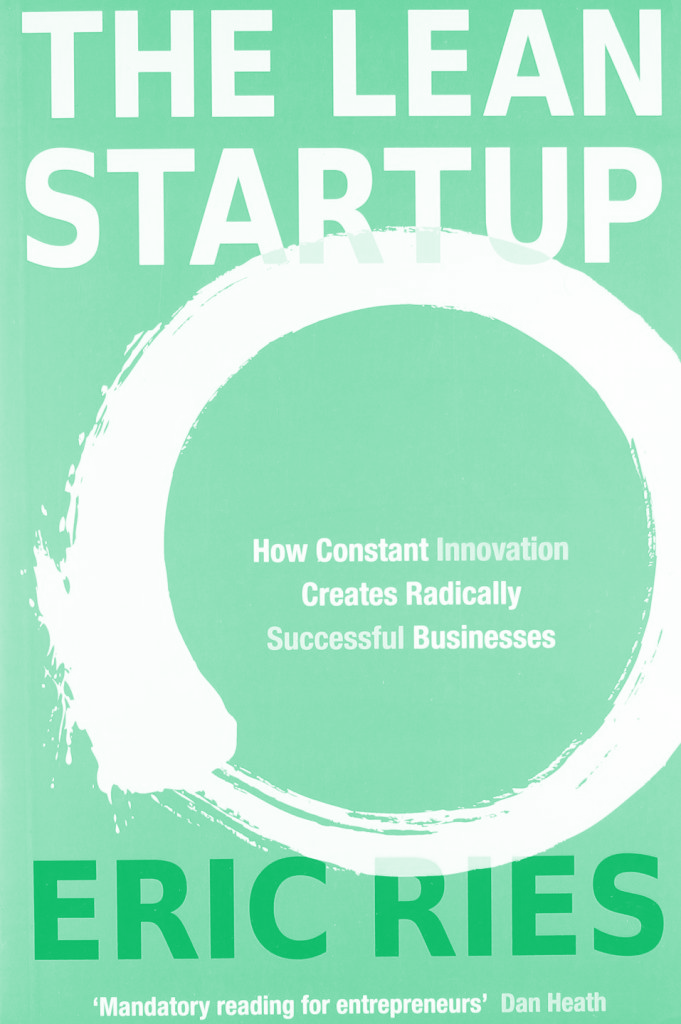 THE LEAN
STARTUP
How Constant Innovation
Creates Radically
Successful Businesses
ERIC RIES
‘Mandatory reading for entrepreneurs’ Dan Heath